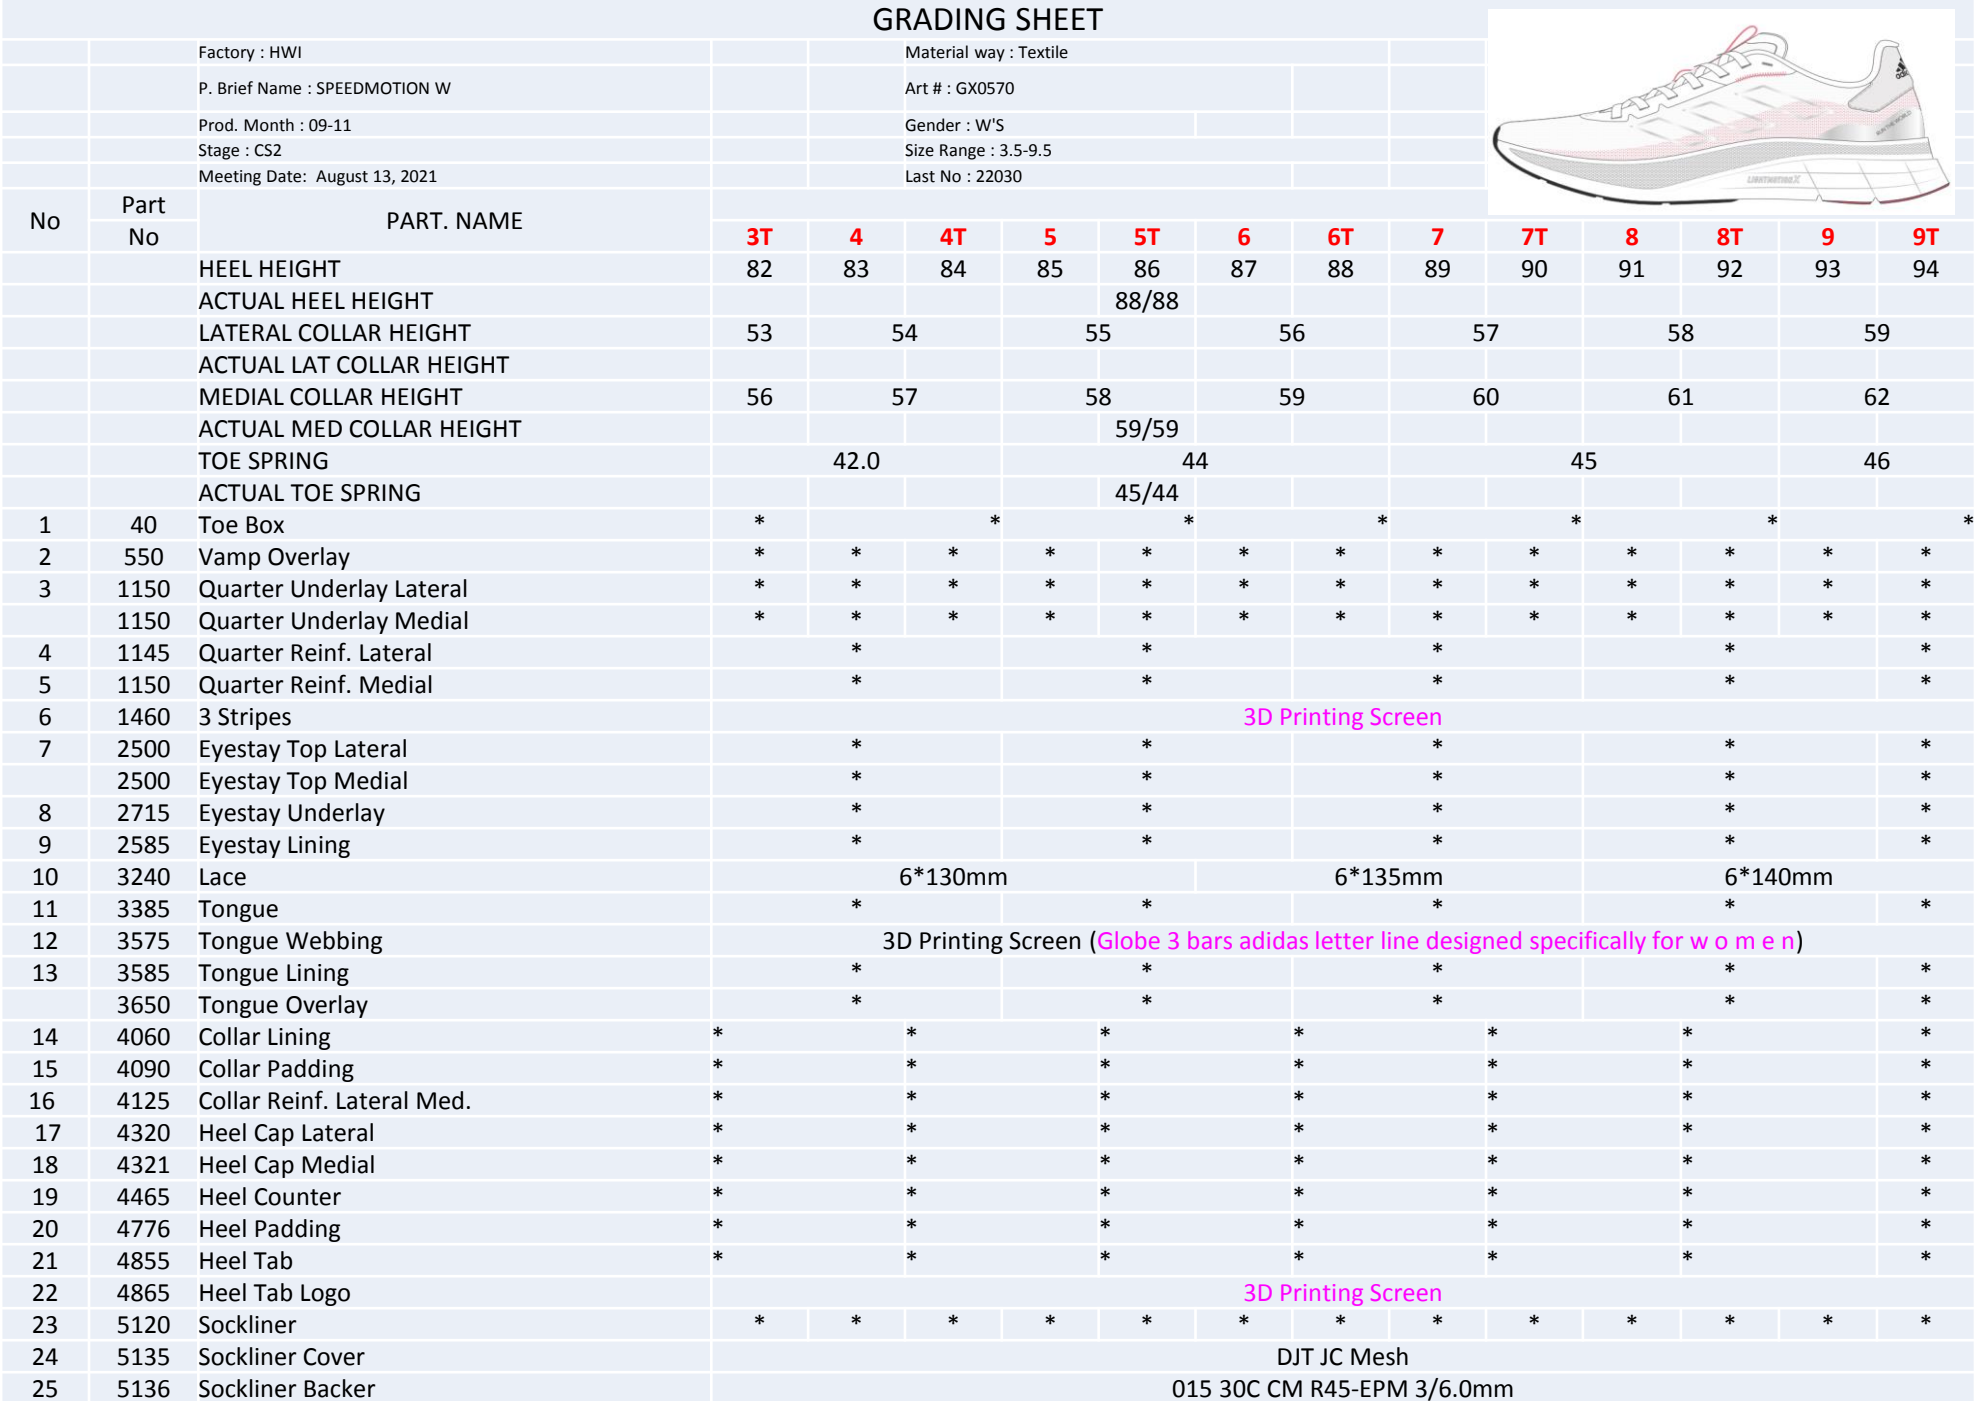 GRADING SHEET
Factory : HWI Material way : Textile
P. Brief Name : SPEEDMOTION W Art # : GX0570
Prod. Month : 09-11 Gender : W'S
Stage : CS2 Size Range : 3.5-9.5
Meeting Date: August 13, 2021 Last No : 22030
adidas
RUN THE WORLD
LIGHTMOTION X
No Part No PART. NAME 3T 4 4T 5 5T 6 6T 7 7T 8 8T 9 9T
HEEL HEIGHT 82 83 84 85 86 87 88 89 90 91 92 93 94
ACTUAL HEEL HEIGHT 88/88
LATERAL COLLAR HEIGHT 53 54 55 56 57 58 59
ACTUAL LAT COLLAR HEIGHT
MEDIAL COLLAR HEIGHT 56 57 58 59 60 61 62
ACTUAL MED COLLAR HEIGHT 59/59
TOE SPRING 42.0 44 45 46
ACTUAL TOE SPRING 45/44
1 40 Toe Box * * * * * * *
2 550 Vamp Overlay * * * * * * * * * * * * *
3 1150 Quarter Underlay Lateral * * * * * * * * * * * * *
1150 Quarter Underlay Medial * * * * * * * * * * * * *
4 1145 Quarter Reinf. Lateral * * * * *
5 1150 Quarter Reinf. Medial * * * * *
6 1460 3 Stripes 3D Printing Screen
7 2500 Eyestay Top Lateral * * * * *
2500 Eyestay Top Medial * * * * *
8 2715 Eyestay Underlay * * * * *
9 2585 Eyestay Lining * * * * *
10 3240 Lace 6*130mm 6*135mm 6*140mm
11 3385 Tongue * * * * *
12 3575 Tongue Webbing 3D Printing Screen (Globe 3 bars adidas letter line designed specifically for w o m e n)
13 3585 Tongue Lining * * * * *
3650 Tongue Overlay * * * * *
14 4060 Collar Lining * * * * * * *
15 4090 Collar Padding * * * * * * *
16 4125 Collar Reinf. Lateral Med. * * * * * * *
17 4320 Heel Cap Lateral * * * * * * *
18 4321 Heel Cap Medial * * * * * * *
19 4465 Heel Counter * * * * * * *
20 4776 Heel Padding * * * * * * *
21 4855 Heel Tab * * * * * * *
22 4865 Heel Tab Logo 3D Printing Screen
23 5120 Sockliner * * * * * * * * * * * * *
24 5135 Sockliner Cover DJT JC Mesh
25 5136 Sockliner Backer 015 30C CM R45-EPM 3/6.0mm